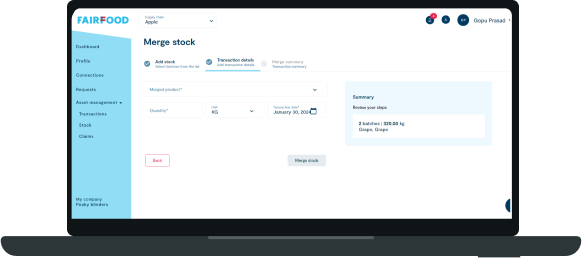 FAIRFOOD
Supply chain
Apple
GP
Gopu Prasad
Merge stock
Dashboard
Profile
Connections
Requests
Asset management
Transactions
Stock
Claims
My company
Peaky blinders
Add stock
Select batches from the list
Transaction details
Add transaction details
Merge summary
Transaction summary
Merged product*
Quantity*
Unit
KG
Transaction date*
January 30, 2024
Back
Merge stock
Summary
Review your steps
2 batches | 320.00 kg
Grape, Grape